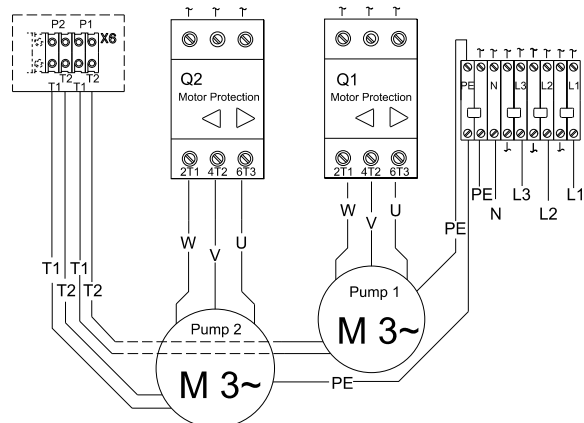 P2 P1 X6
T2 T2
T1 T1
Q2
Motor Protection
2T1 4T2 6T3
Q1
Motor Protection
2T1 4T2 6T3
PE N L3 L2 L1
PE L3 L1
N L2
W V U
W V U
PE
T1 T1
T2 T2
Pump 1
M 3~
Pump 2
M 3~
PE